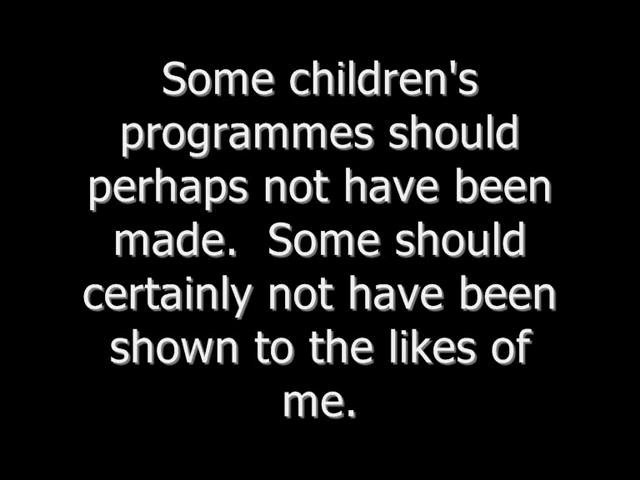 Some children's
programmes should
perhaps not have been
made.  Some should
certainly not have been
shown to the likes of
me.